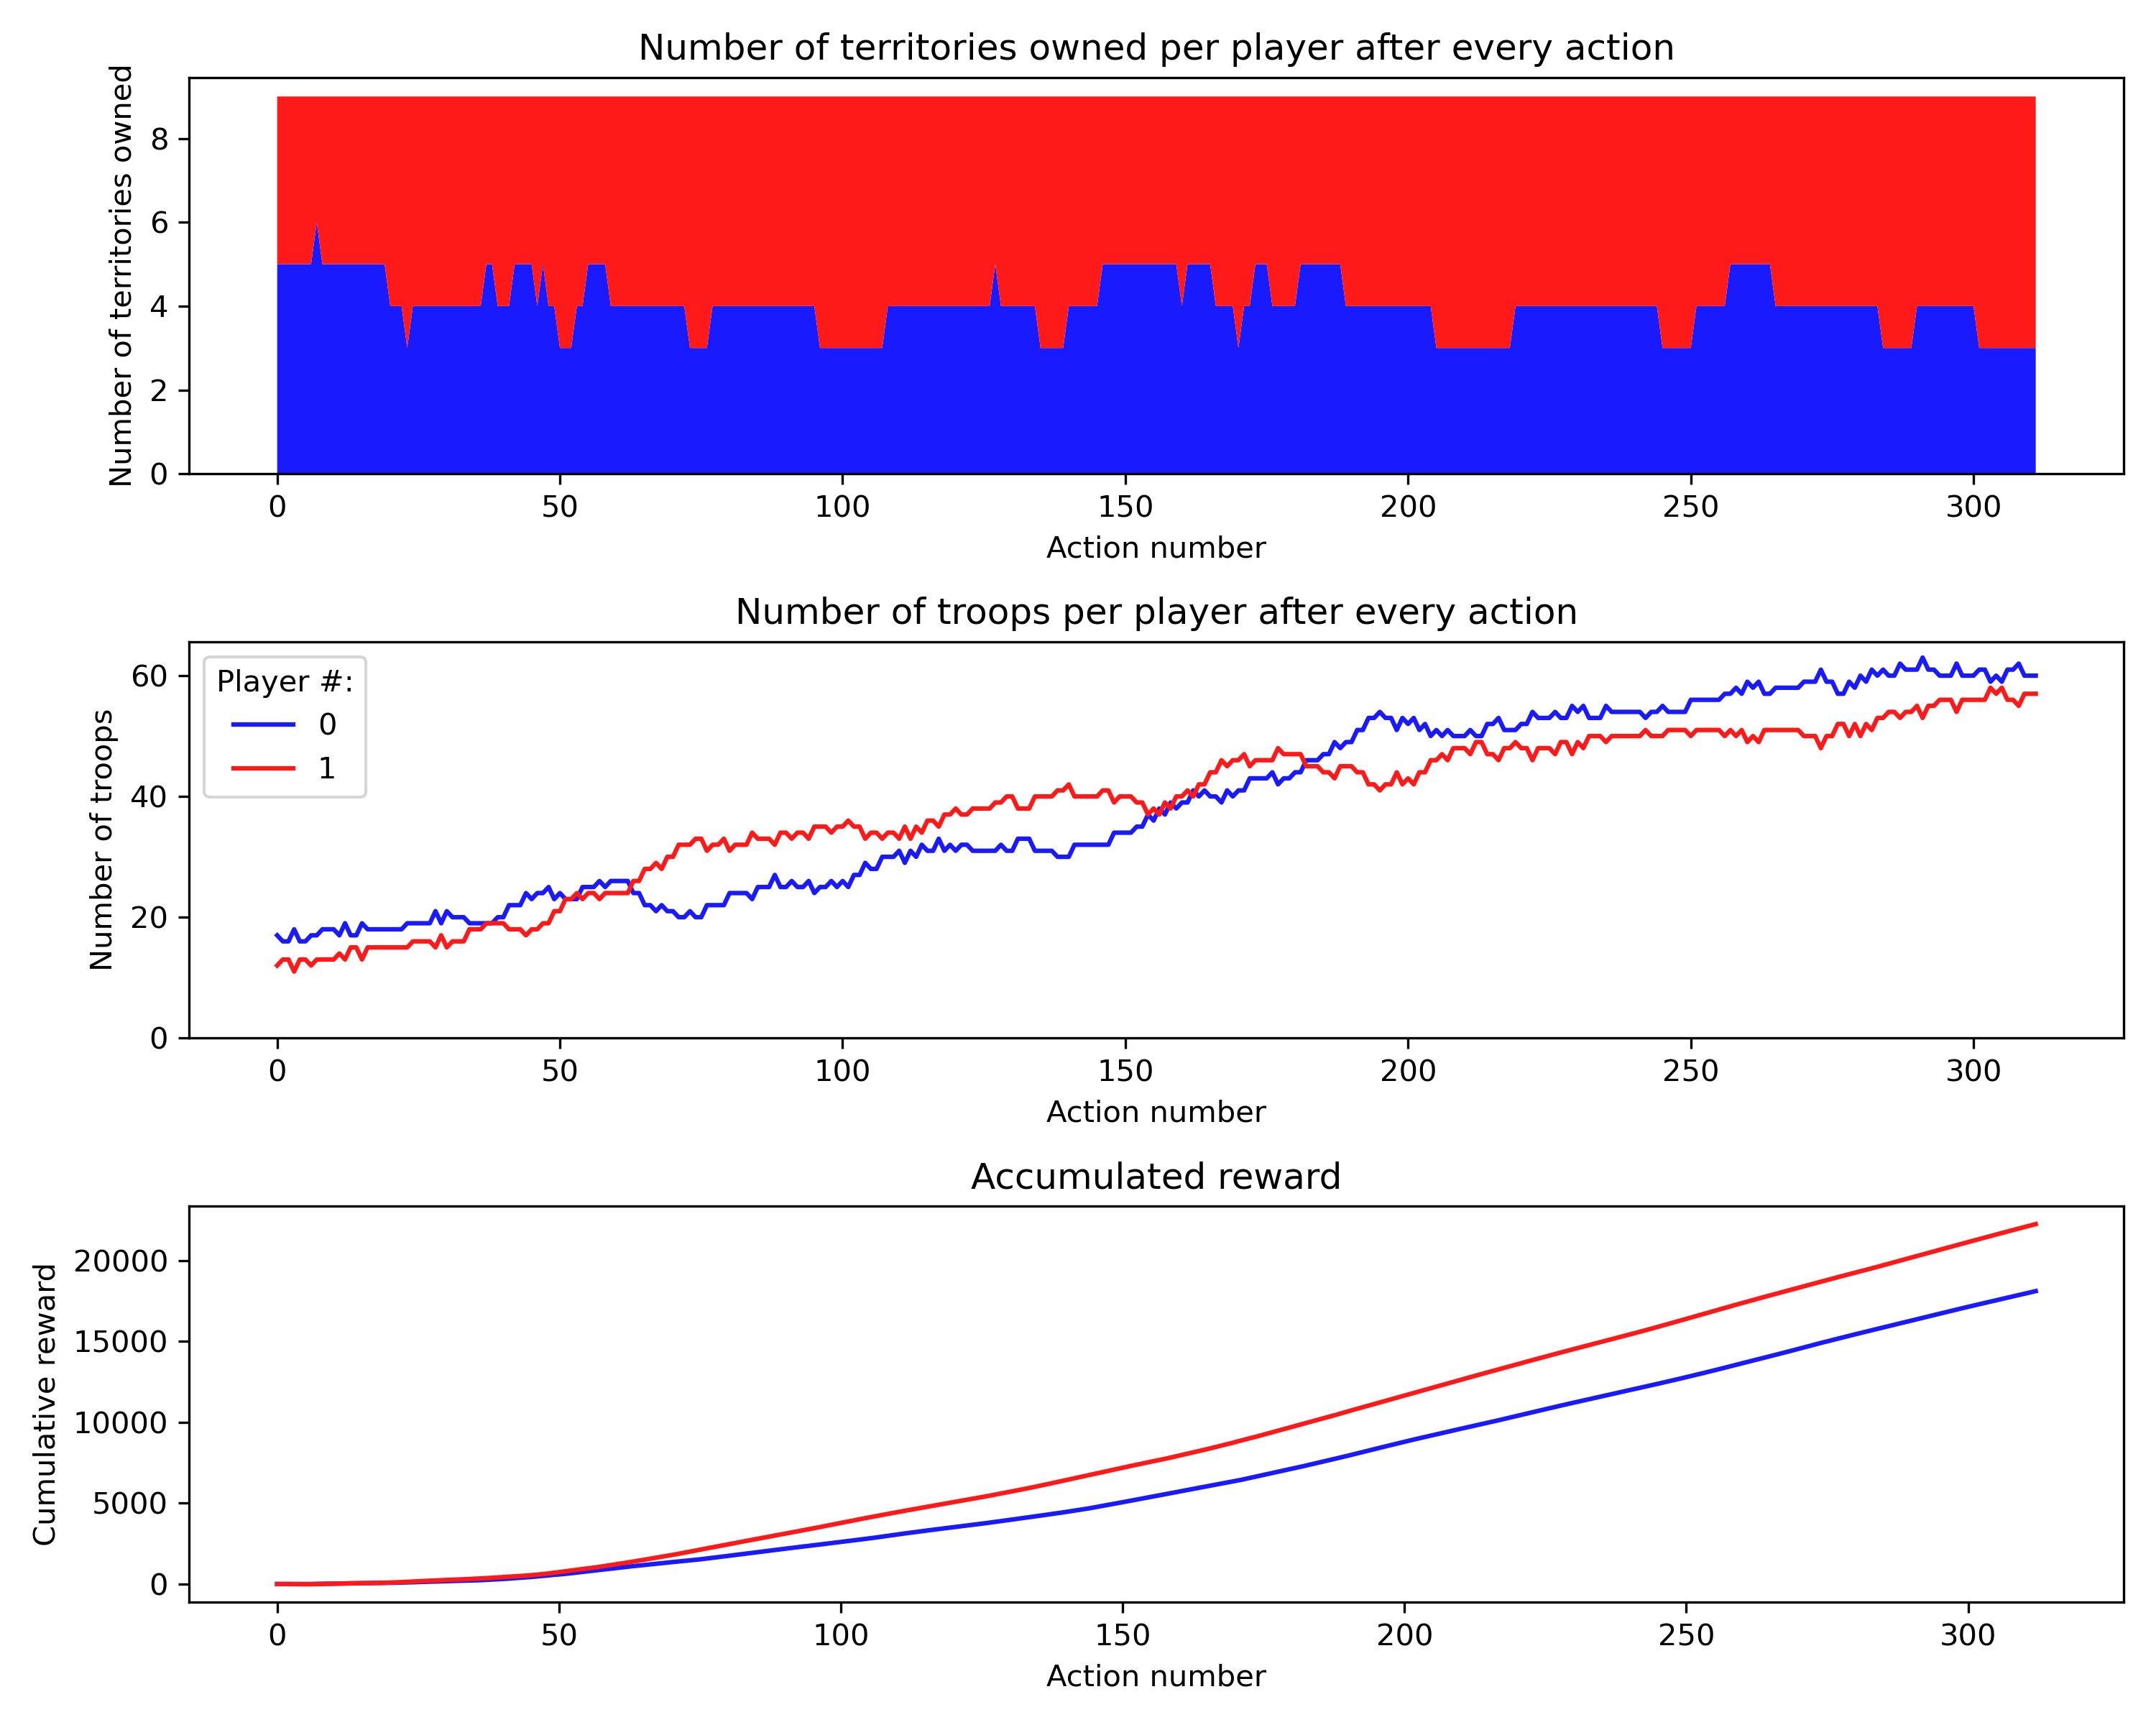 Number of territories owned per player after every action
Number of territories owned
8
6
4
2
0
0 50 100 150 200 250 300
Action number
Number of troops per player after every action
Number of troops
60
40
20
0
Player #:
0
1
0 50 100 150 200 250 300
Action number
Accumulated reward
Cumulative reward
20000
15000
10000
5000
0
0 50 100 150 200 250 300
Action number